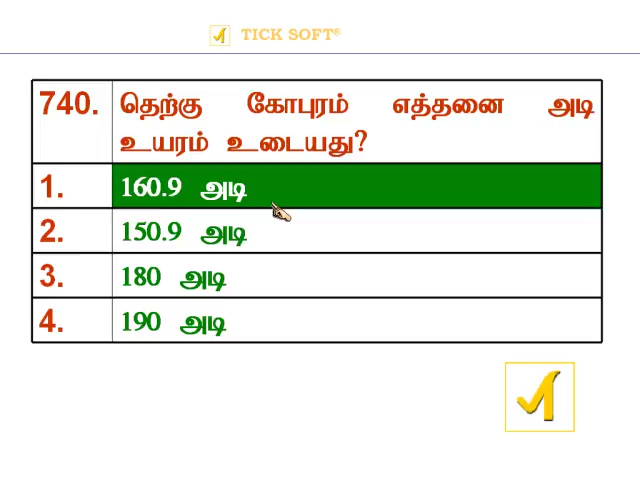 TICK SOFT®
740. தெற்கு கோபுரம் எத்தனை அடி
உயரம் உடையது?
1. 160.9 அடி
2. 150.9 அடி
3. 180 அடி
4. 190 அடி